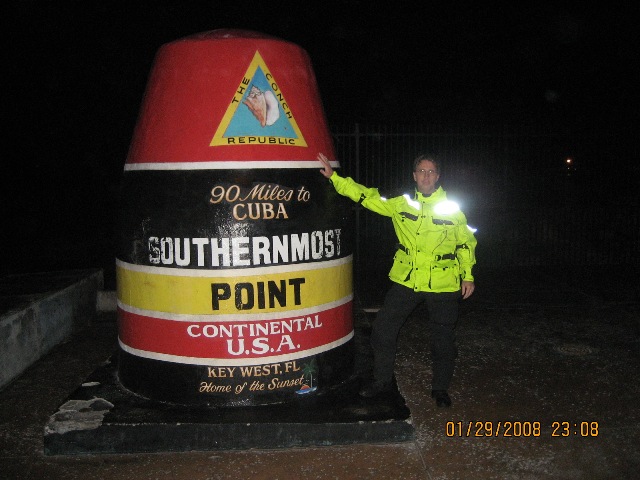 THE CONCH
REPUBLIC
90 Miles to
CUBA
SOUTHERNMOST
POINT
CONTINENTAL
U.S.A.
KEY WEST, FL
Home of the Sunset
01/29/2008 23:08